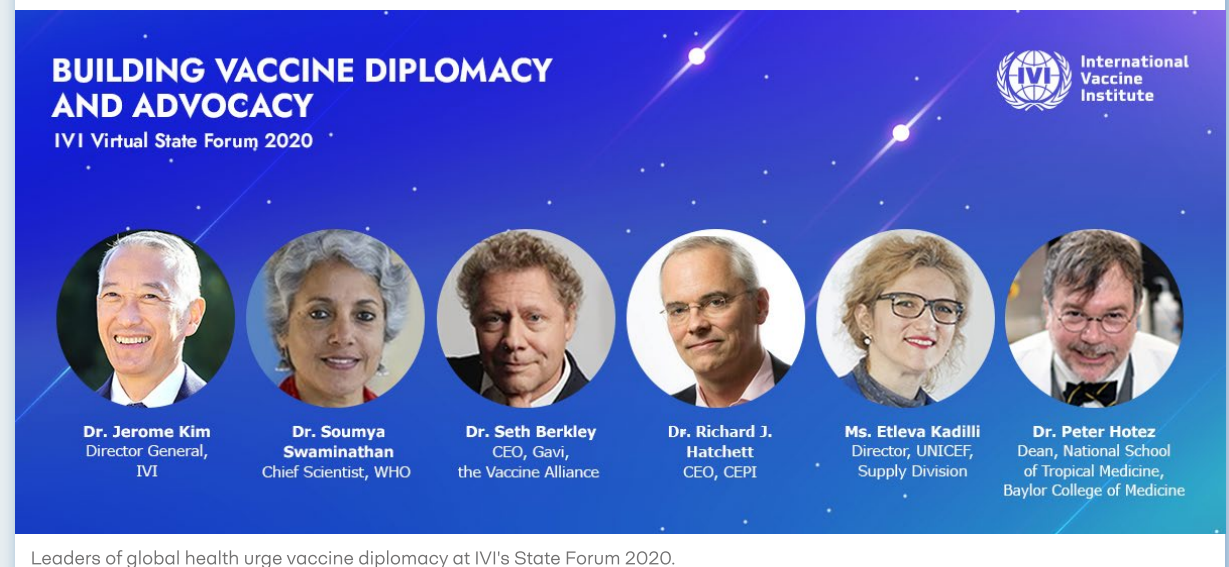 BUILDING VACCINE DIPLOMACY
AND ADVOCACY
IVI Virtual State Forum 2020
IVI
International
Vaccine
Institute
Dr. Jerome Kim
Director General,
IVI
Dr. Soumya
Swaminathan
Chief Scientist, WHO
Dr. Seth Berkley
CEO, Gavi,
the Vaccine Alliance
Dr. Richard J.
Hatchett
CEO, CEPI
Ms. Etleva Kadilli
Director, UNICEF,
Supply Division
Dr. Peter Hotez
Dean, National School
of Tropical Medicine,
Baylor College of Medicine
Leaders of global health urge vaccine diplomacy at IVI's State Forum 2020.